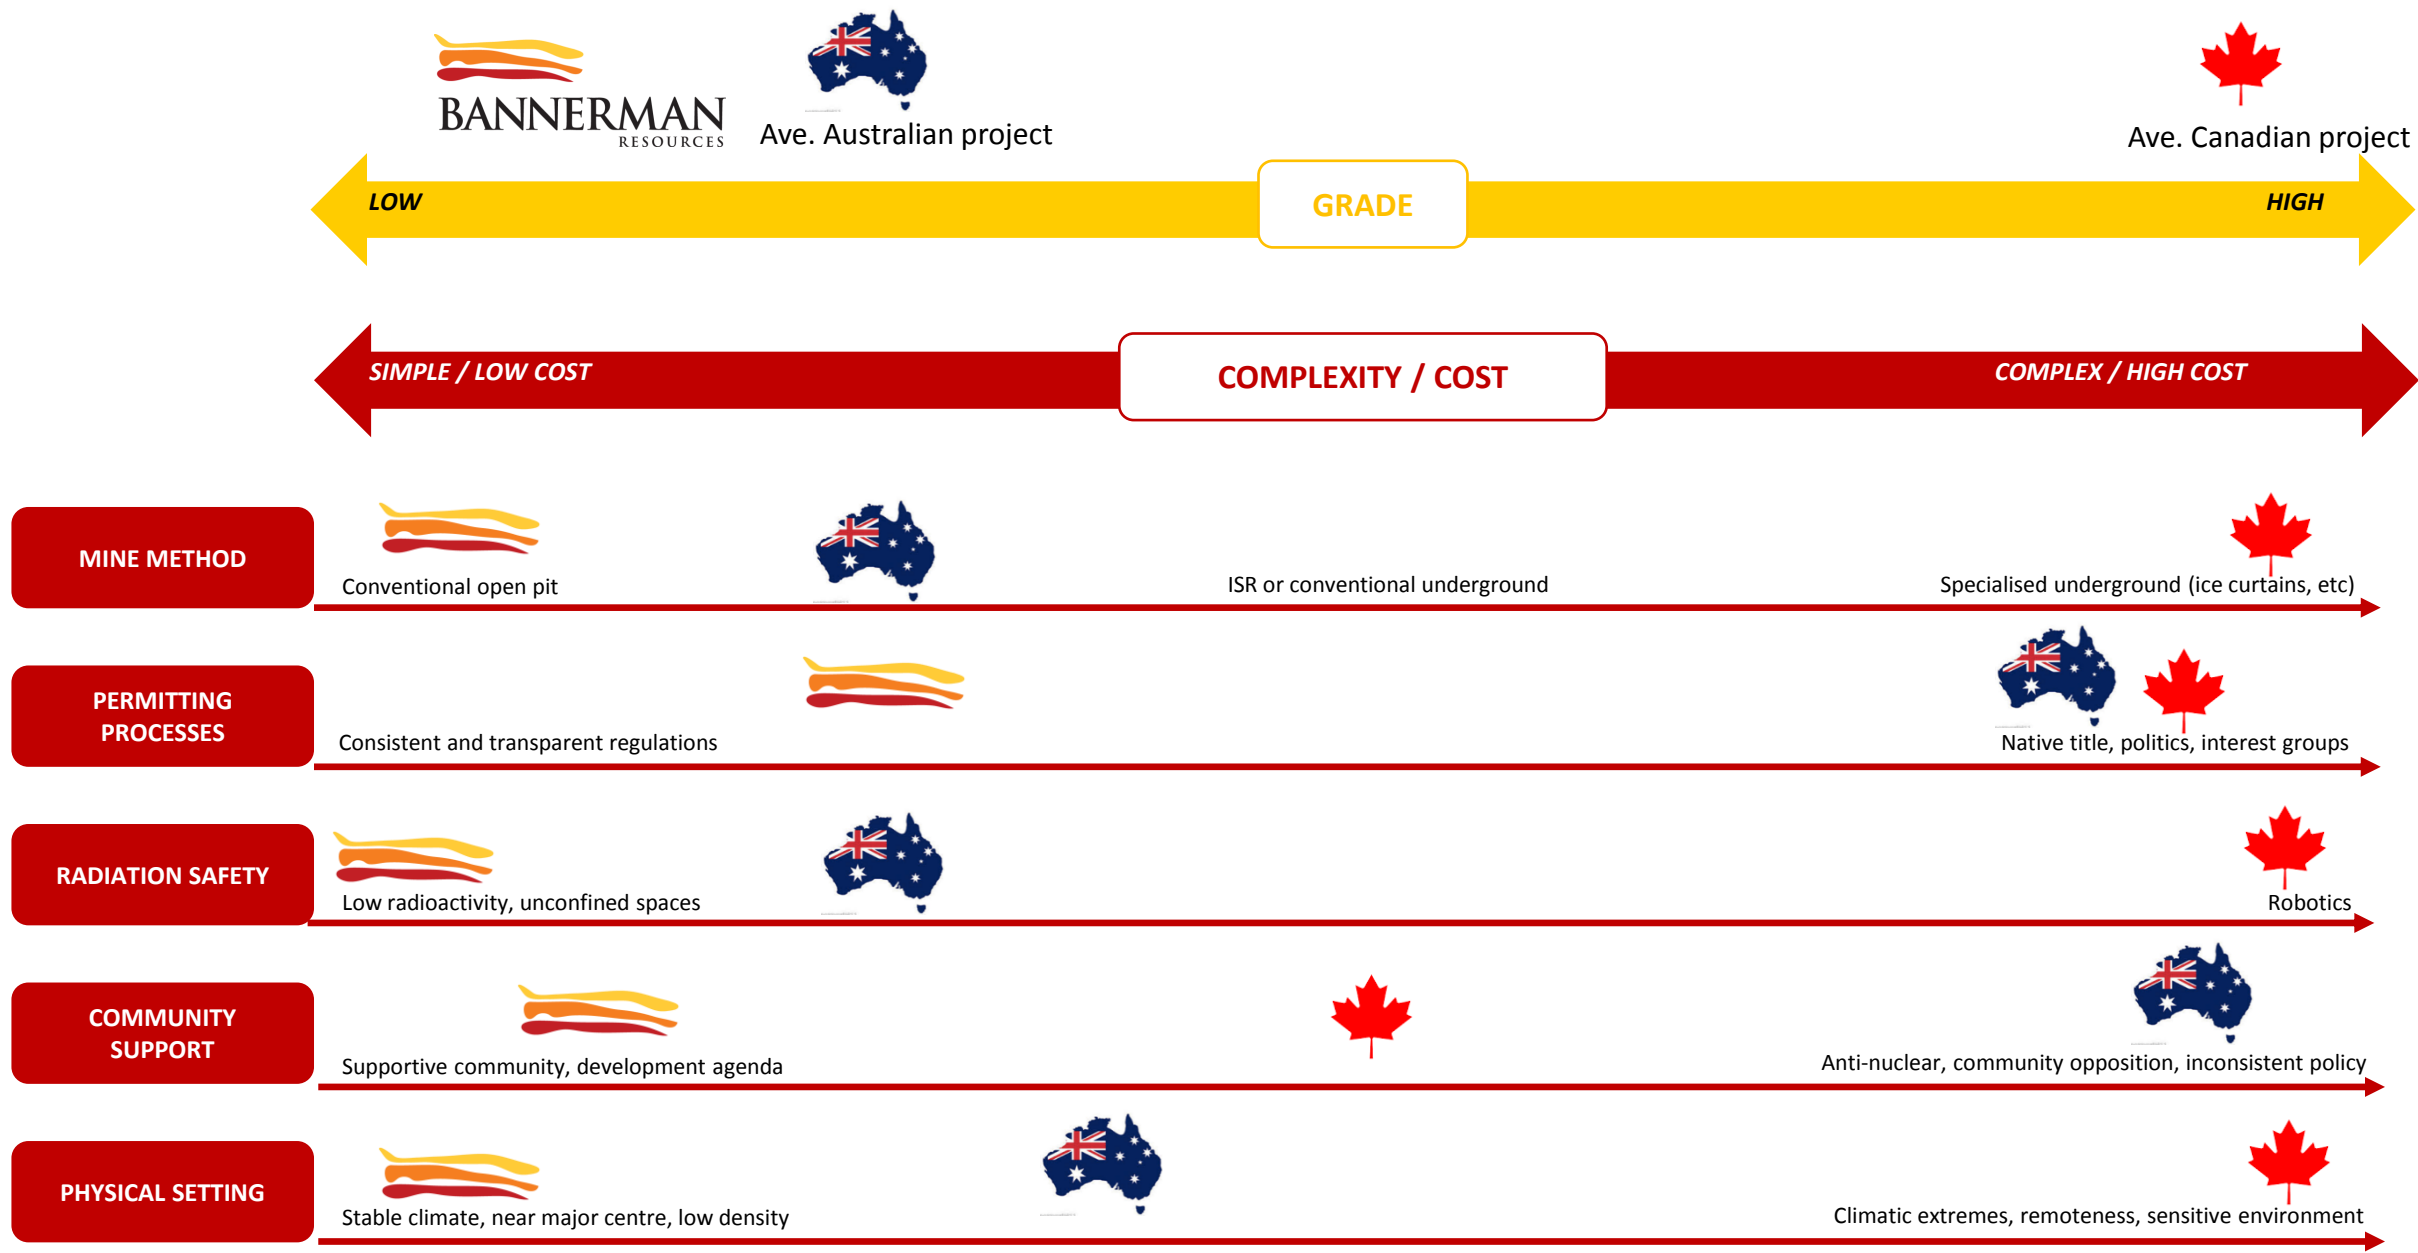 BANNERMAN
RESOURCES
Ave. Australian project
Ave. Canadian project
LOW
GRADE
HIGH
SIMPLE / LOW COST
COMPLEXITY / COST
COMPLEX / HIGH COST
MINE METHOD
Conventional open pit
ISR or conventional underground
Specialised underground (ice curtains, etc)
PERMITTING
PROCESSES
Consistent and transparent regulations
Native title, politics, interest groups
RADIATION SAFETY
Low radioactivity, unconfined spaces
Robotics
COMMUNITY
SUPPORT
Supportive community, development agenda
Anti-nuclear, community opposition, inconsistent policy
PHYSICAL SETTING
Stable climate, near major centre, low density
Climatic extremes, remoteness, sensitive environment